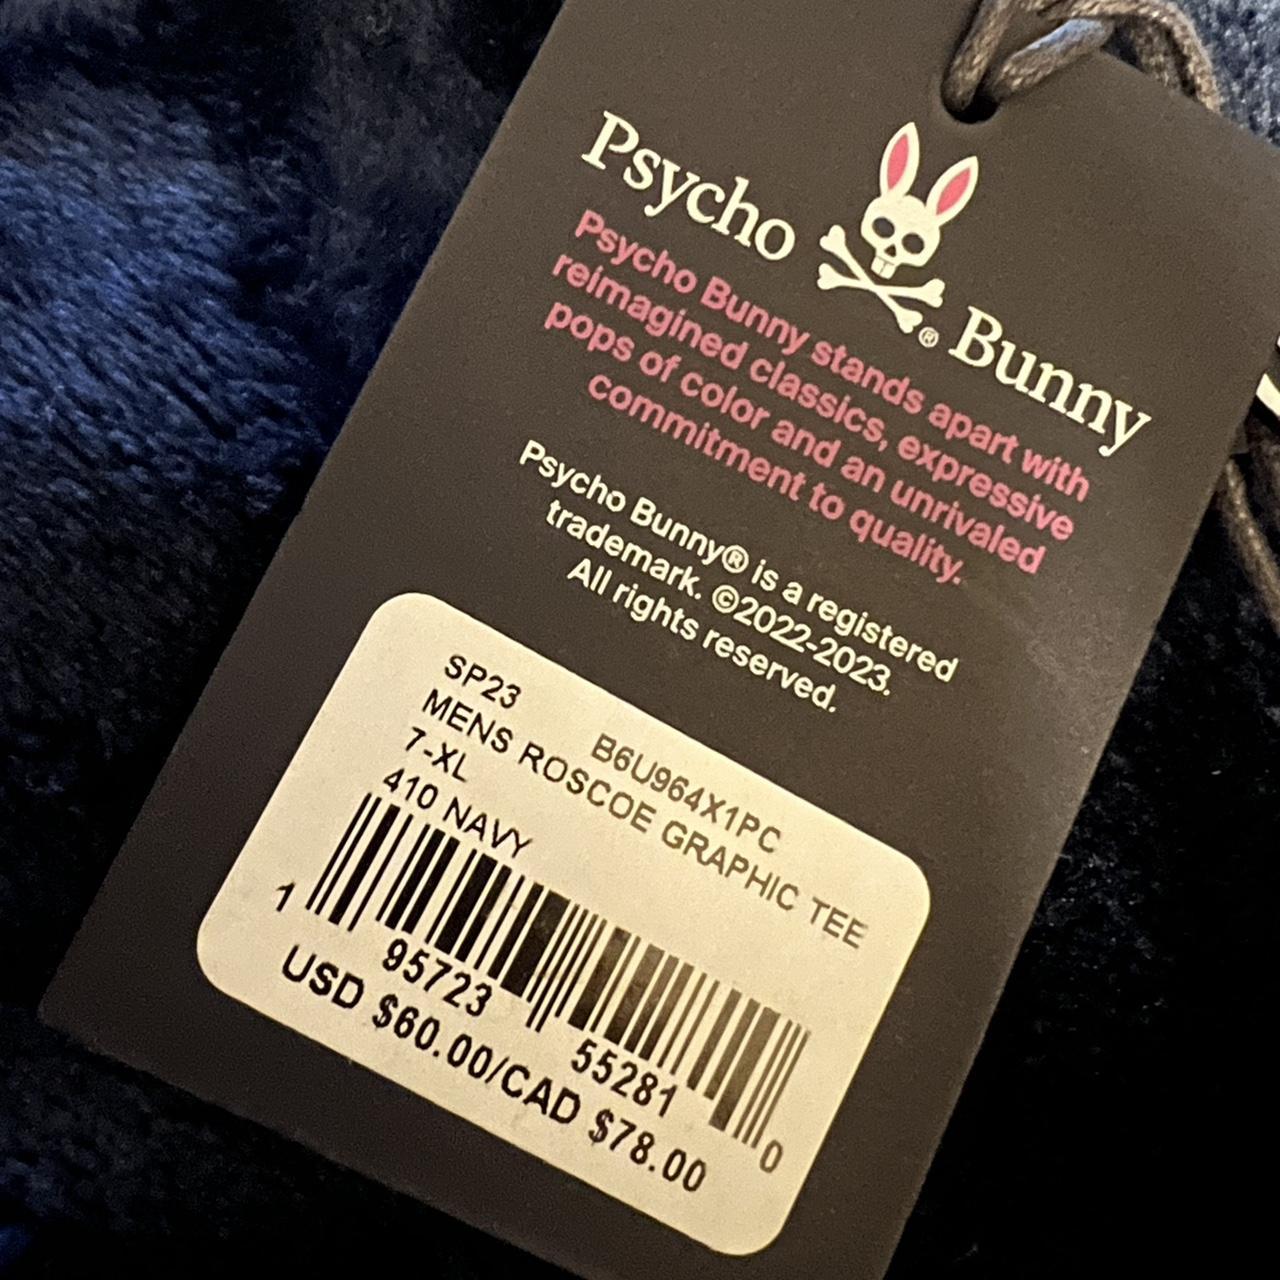 Psycho Bunny
®
Psycho Bunny stands apart with
reimagined classics, expressive
pops of color and an unrivaled
commitment to quality.
Psycho Bunny® is a registered
trademark. ©2022-2023.
All rights reserved.
SP23 B6U964X1PC
MENS ROSCOE GRAPHIC TEE
7-XL
410 NAVY
1 95723 55281 0
USD $60.00/CAD $78.00